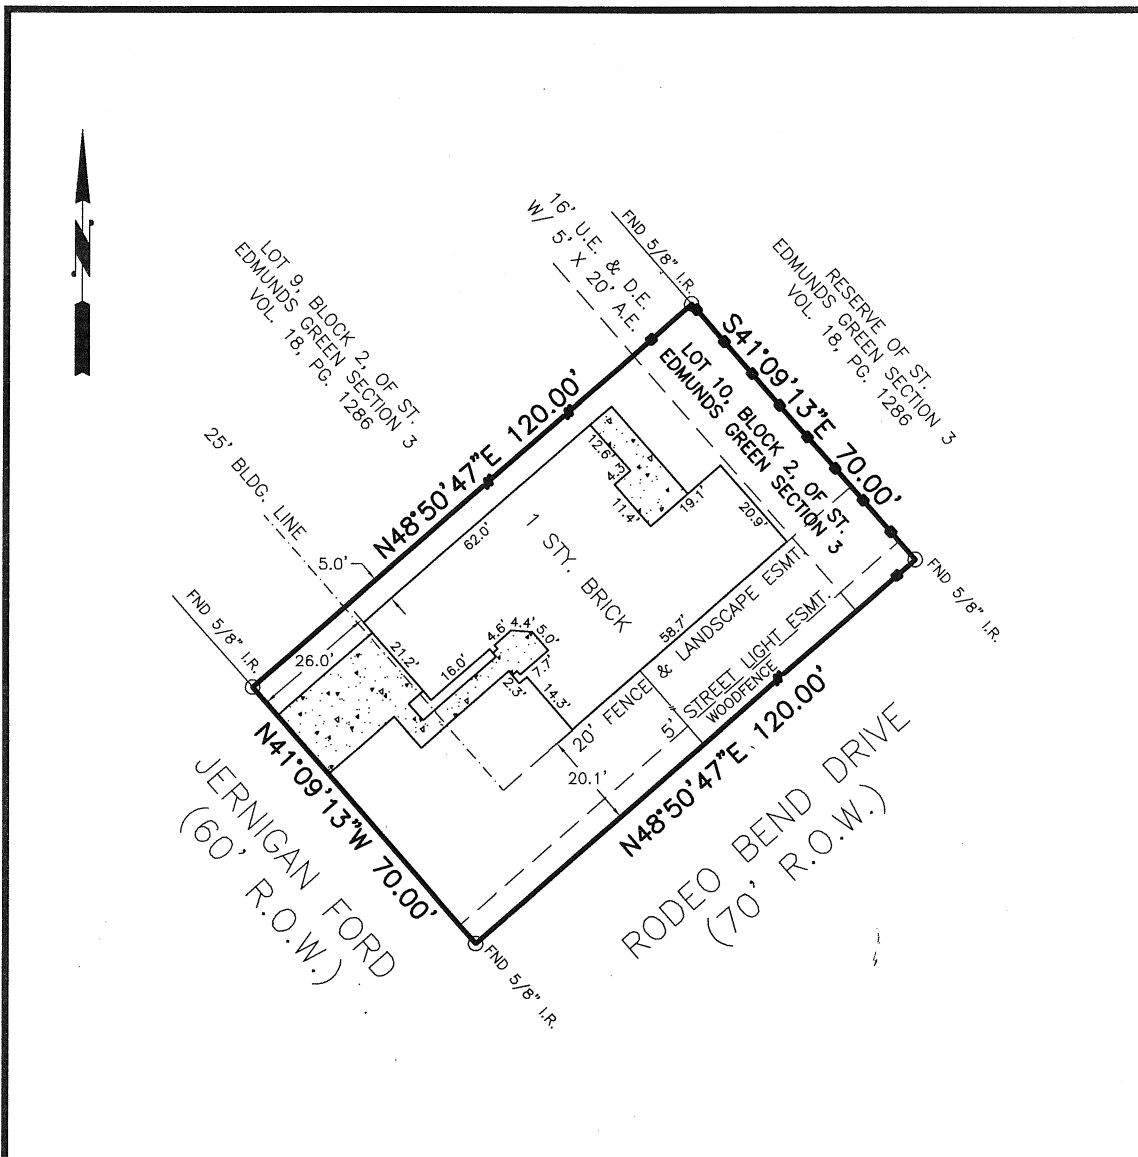 N
16' U.E. & D.E.
W/ 5' X 20' A.E.
FND 5/8" I.R.
RESERVE OF ST.
EDMUNDS GREEN SECTION 3
VOL. 18, PG. 1286
LOT 9, BLOCK 2, OF ST.
EDMUNDS GREEN SECTION 3
VOL. 18, PG. 1286
S41°09'13"E 70.00'
LOT 10, BLOCK 2, OF ST.
EDMUNDS GREEN SECTION 3
N48°50'47"E 120.00'
25' BLDG. LINE
12.6'
4.3'
11.4'
19.1'
20.9'
62.0'
1 STY. BRICK
5.0'
FND 5/8" I.R.
FND 5/8" I.R.
26.0'
21.2'
16.0'
4.6'
4.4'
5.0'
7.7'
2.3'
14.3'
58.7'
20' FENCE & LANDSCAPE ESMT.
5' STREET LIGHT ESMT.
WOODFENCE
20.1'
N41°09'13"W 70.00'
N48°50'47"E 120.00'
JERNIGAN FORD
(60' R.O.W.)
RODEO BEND DRIVE
(70' R.O.W.)
FND 5/8" I.R.